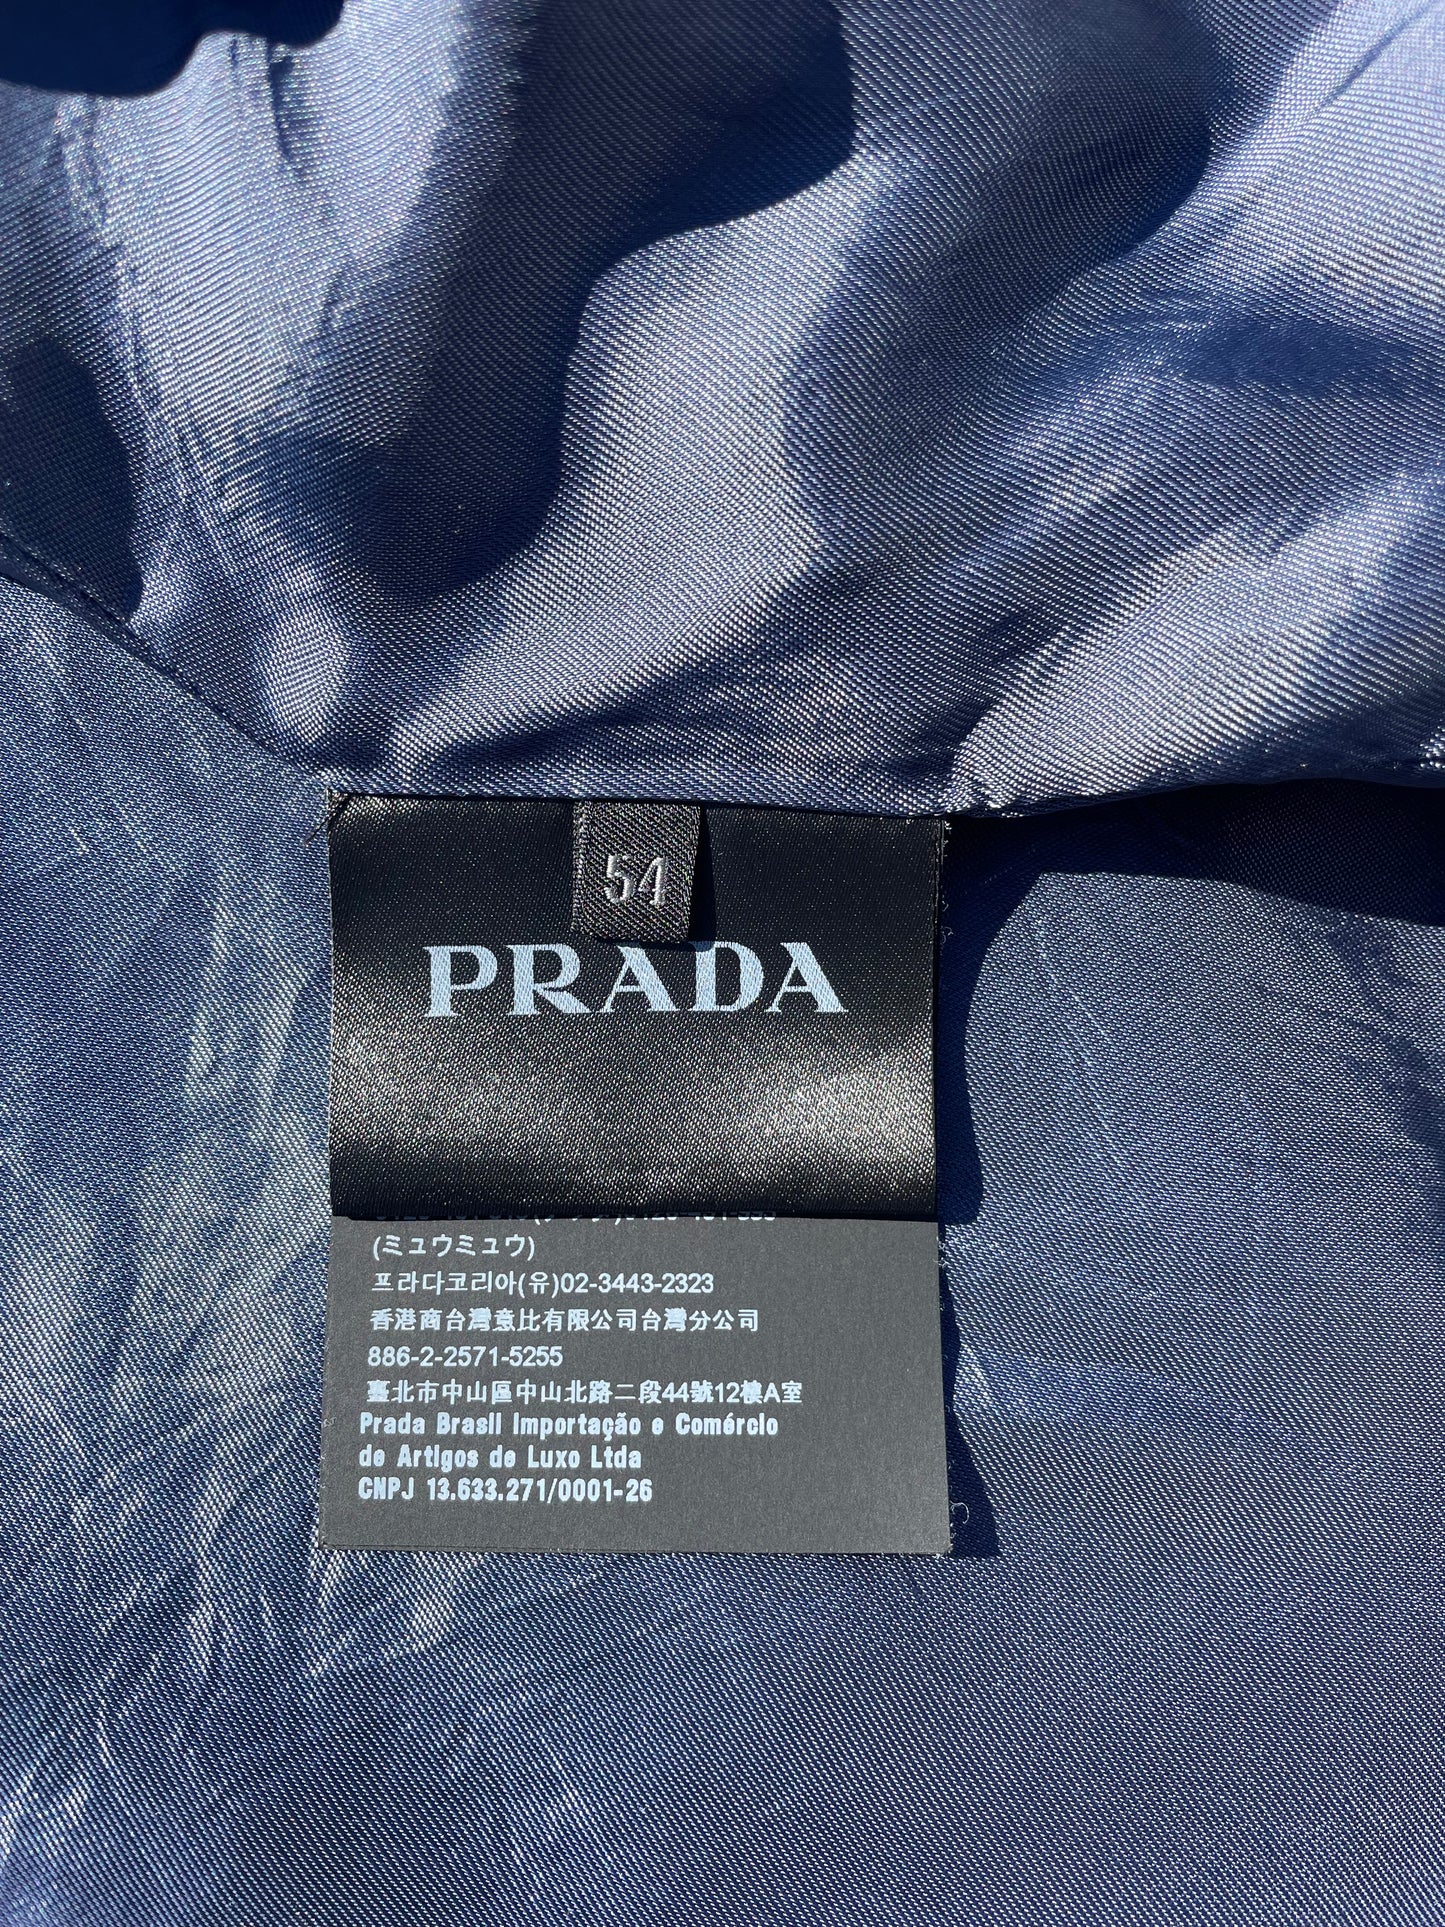 54
PRADA
(ミュウミュウ)
프라다코리아(유)02-3443-2323
香港商台灣意比有限公司台灣分公司
886-2-2571-5255
臺北市中山區中山北路二段44號12樓A室
Prada Brasil Importação e Comércio
de Artigos de Luxo Ltda
CNPJ 13.633.271/0001-26